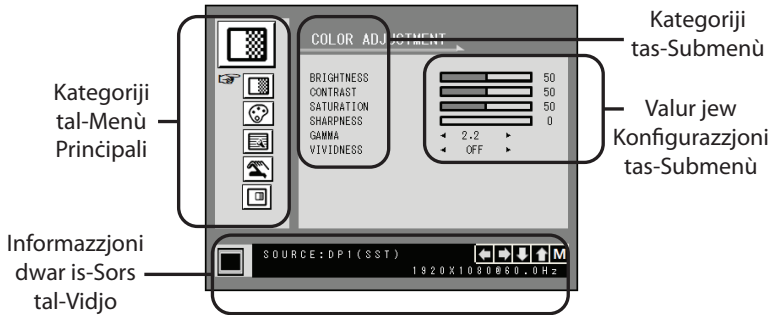 Kategoriji
tas-Submenù
COLOR ADJUSTMENT
BRIGHTNESS 50
CONTRAST 50
SATURATION 50
SHARPNESS 0
GAMMA 2.2
VIVIDNESS OFF
Kategoriji
tal-Menù
Prinċipali
Valur jew
Konfigurazzjoni
tas-Submenù
Informazzjoni
dwar is-Sors
tal-Vidjo
SOURCE:DP1(SST) M
1920X1080@60.0Hz